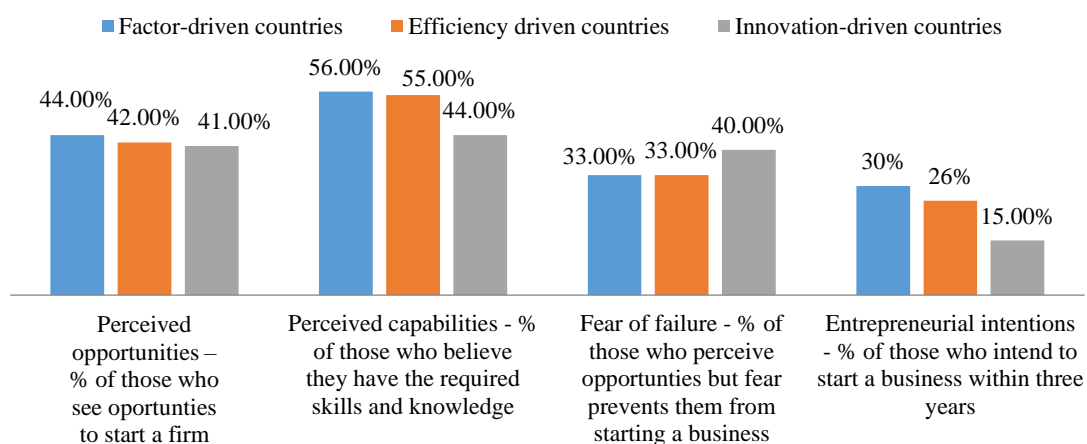 Factor-driven countries Efficiency driven countries Innovation-driven countries
44.00% 42.00% 41.00%
56.00% 55.00% 44.00%
33.00% 33.00% 40.00%
30% 26% 15.00%
Perceived
opportunities –
% of those who
see oportunties
to start a firm
Perceived capabilities - %
of those who believe
they have the required
skills and knowledge
Fear of failure - % of
those who perceive
opportunties but fear
prevents them from
starting a business
Entrepreneurial intentions
- % of those who intend to
start a business within three
years